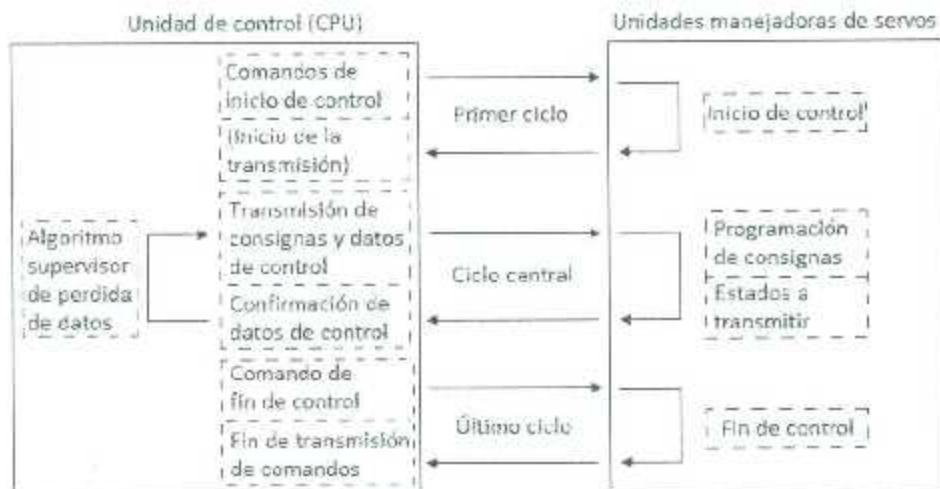 Unidad de control (CPU)
Unidades manejadoras de servos
Comandos de
inicio de control
(Inicio de la
transmisión)
Primer ciclo
Inicio de control
Algoritmo
supervisor
de perdida
de datos
Transmisión de
consignas y datos
de control
Confirmación de
datos de control
Ciclo central
Programación
de consignas
Estados a
transmitir
Comando de
fin de control
Fin de transmisión
de comandos
Último ciclo
Fin de control